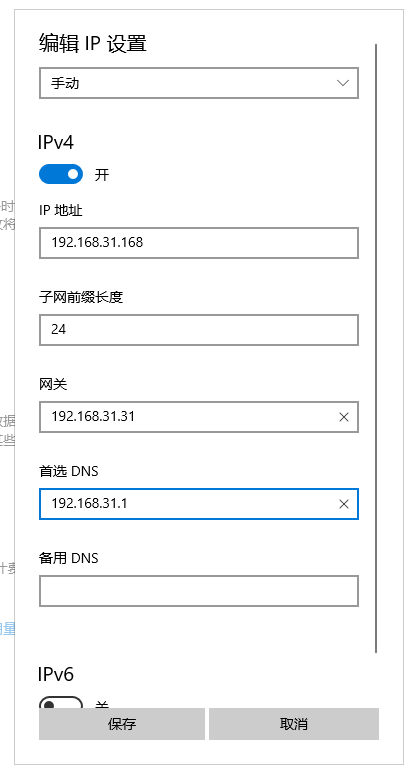 编辑 IP 设置
手动
IPv4
开
IP 地址
192.168.31.168
子网前缀长度
24
网关
192.168.31.31
首选 DNS
192.168.31.1
备用 DNS
IPv6
关
保存
取消